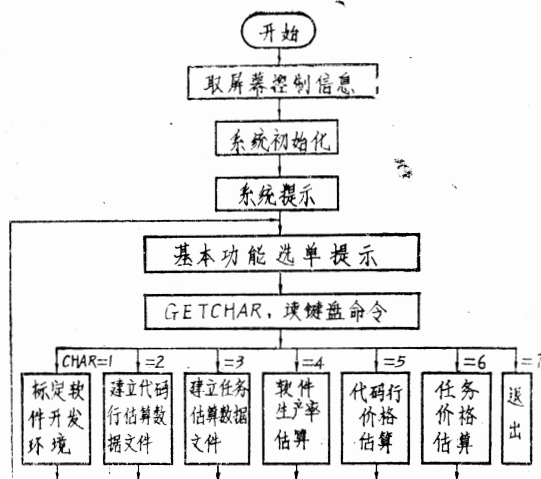 开始
取屏幕控制信息
系统初始化
系统提示
基本功能选单提示
GETCHAR，读键盘命令
CHAR=1
=2
=3
=4
=5
=6
=7
标定软
件开发
环境
建立代码
行估算数
据文件
建立任务
估算数据
文件
软件
生产率
估算
代码行
价格
估算
任务
价格
估算
送
出